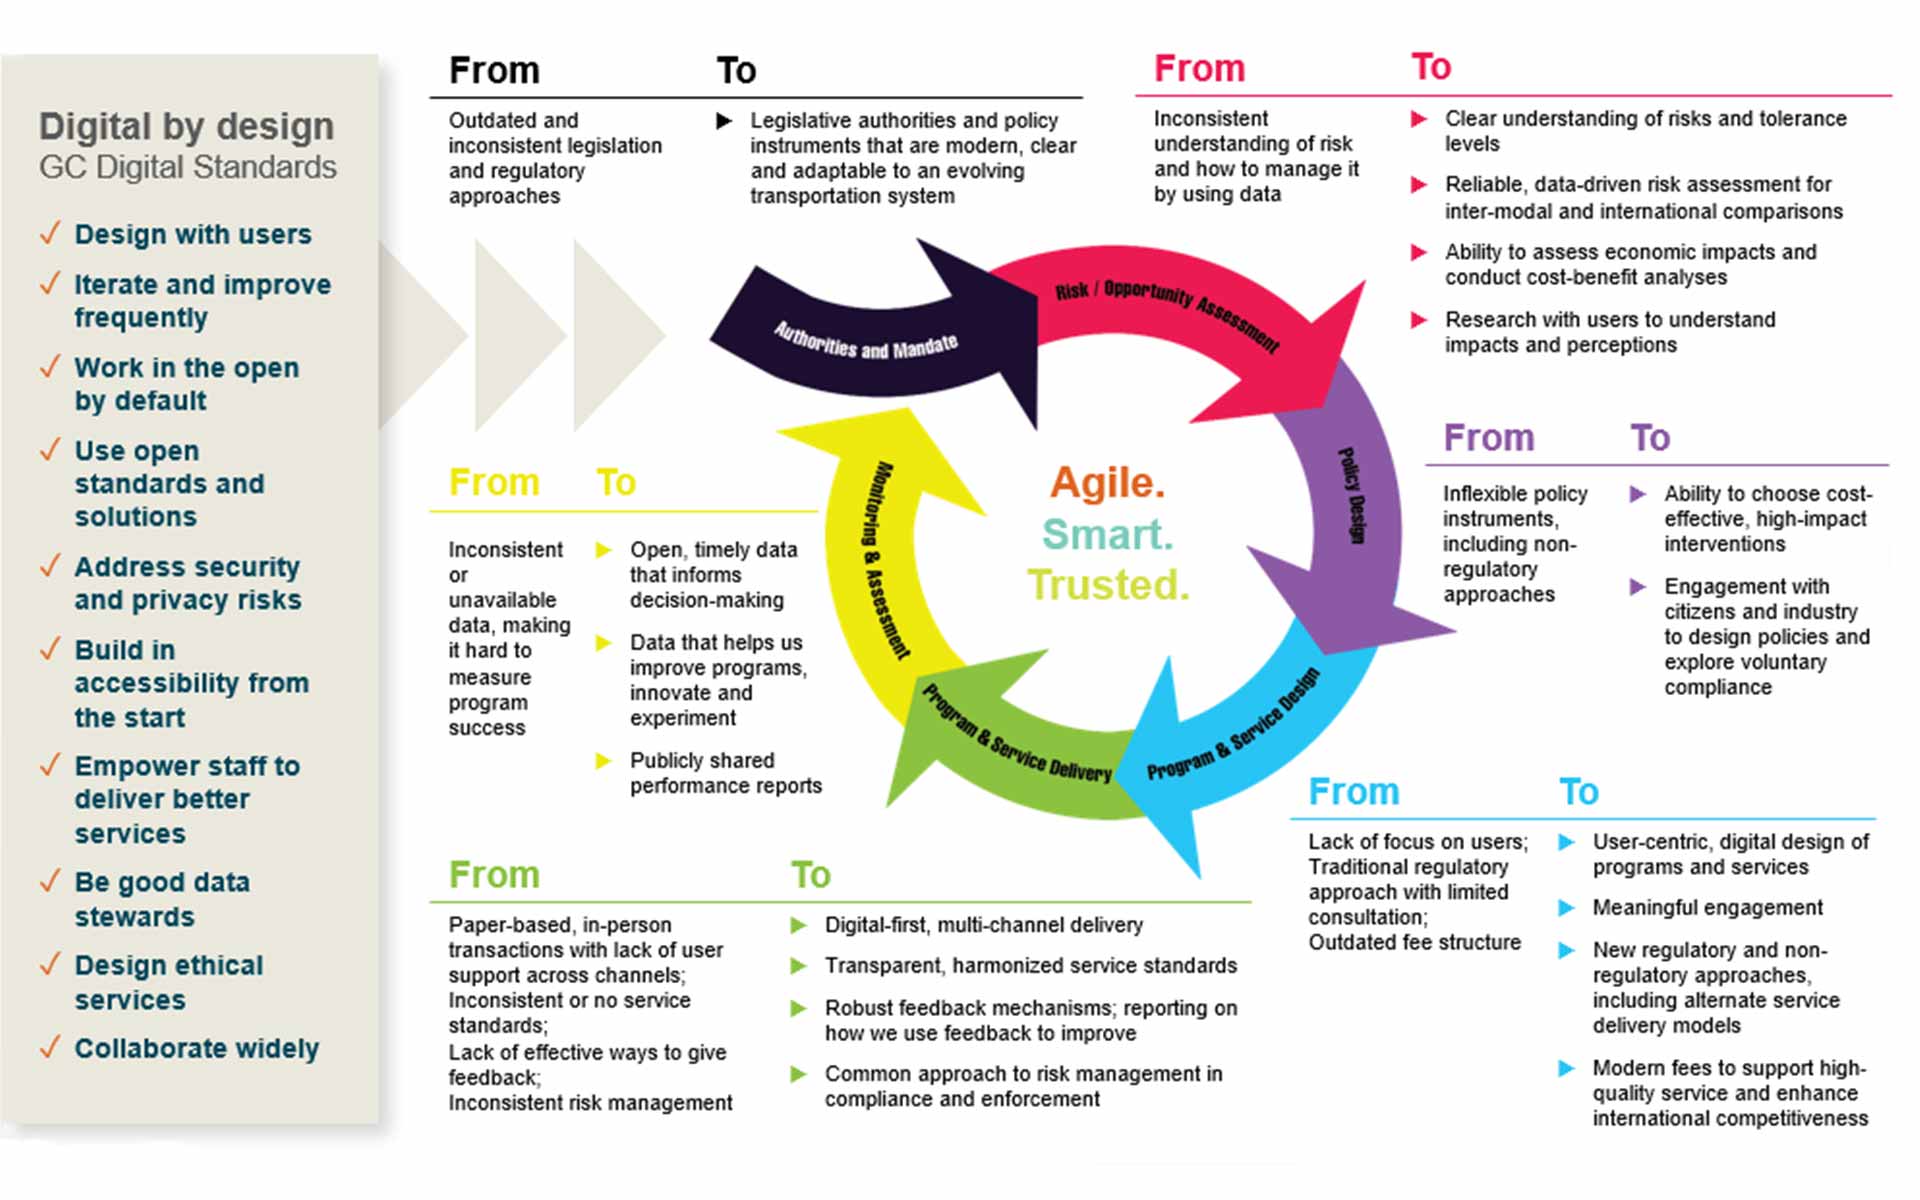 Digital by design
GC Digital Standards
✓ Design with users
✓ Iterate and improve
frequently
✓ Work in the open
by default
✓ Use open
standards and
solutions
✓ Address security
and privacy risks
✓ Build in
accessibility from
the start
✓ Empower staff to
deliver better
services
✓ Be good data
stewards
✓ Design ethical
services
✓ Collaborate widely
From
Outdated and
inconsistent legislation
and regulatory
approaches
To
Legislative authorities and policy
instruments that are modern, clear
and adaptable to an evolving
transportation system
From
Inconsistent
understanding of risk
and how to manage it
by using data
To
Clear understanding of risks and tolerance
levels
Reliable, data-driven risk assessment for
inter-modal and international comparisons
Ability to assess economic impacts and
conduct cost-benefit analyses
Research with users to understand
impacts and perceptions
Authorities and Mandate
Risk / Opportunity Assessment
Policy Design
Program & Service Design
Program & Service Delivery
Monitoring & Assessment
Agile.
Smart.
Trusted.
From
Inflexible policy
instruments,
including non-
regulatory
approaches
To
Ability to choose cost-
effective, high-impact
interventions
Engagement with
citizens and industry
to design policies and
explore voluntary
compliance
From
Inconsistent
or
unavailable
data, making
it hard to
measure
program
success
To
Open, timely data
that informs
decision-making
Data that helps us
improve programs,
innovate and
experiment
Publicly shared
performance reports
From
Lack of focus on users;
Traditional regulatory
approach with limited
consultation;
Outdated fee structure
To
User-centric, digital design of
programs and services
Meaningful engagement
New regulatory and non-
regulatory approaches,
including alternate service
delivery models
Modern fees to support high-
quality service and enhance
international competitiveness
From
Paper-based, in-person
transactions with lack of user
support across channels;
Inconsistent or no service
standards;
Lack of effective ways to give
feedback;
Inconsistent risk management
To
Digital-first, multi-channel delivery
Transparent, harmonized service standards
Robust feedback mechanisms; reporting on
how we use feedback to improve
Common approach to risk management in
compliance and enforcement